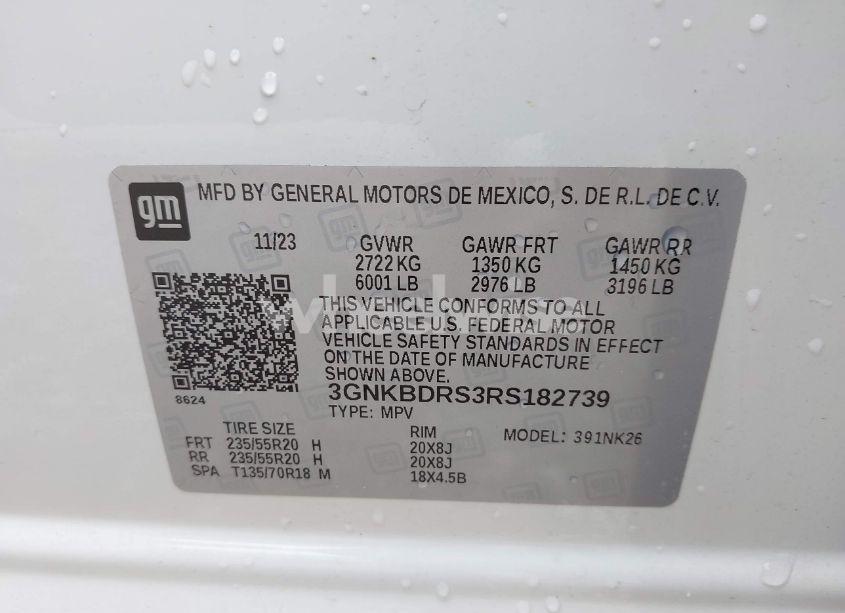 gm MFD BY GENERAL MOTORS DE MEXICO, S. DE R.L. DE C.V.
11/23 GVWR GAWR FRT GAWR RR
2722 KG 1350 KG 1450 KG
6001 LB 2976 LB 3196 LB
THIS VEHICLE CONFORMS TO ALL
APPLICABLE U.S. FEDERAL MOTOR
VEHICLE SAFETY STANDARDS IN EFFECT
ON THE DATE OF MANUFACTURE
SHOWN ABOVE.
8624
3GNKBDRS3RS182739
TYPE: MPV
TIRE SIZE RIM MODEL: 391NK26
FRT 235/55R20 H 20X8J
RR 235/55R20 H 20X8J
SPA T135/70R18 M 18X4.5B